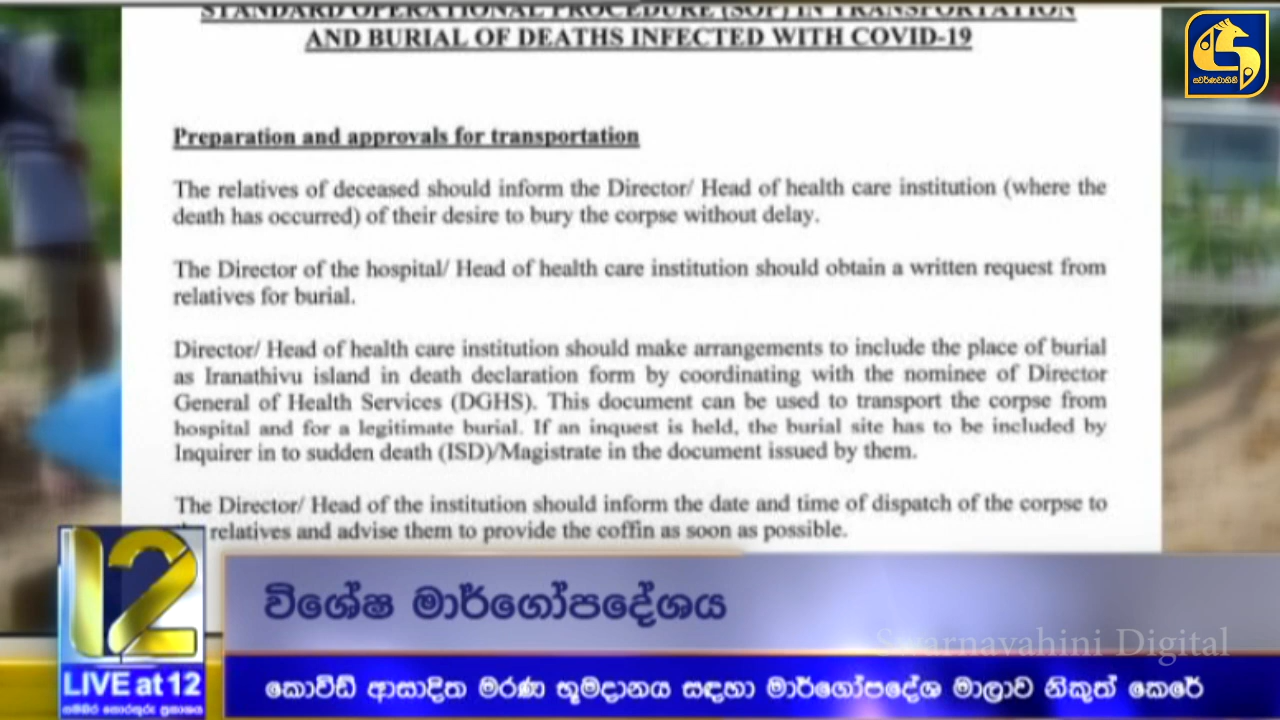 STANDARD OPERATIONAL PROCEDURE (SOP) IN TRANSPORTATION
AND BURIAL OF DEATHS INFECTED WITH COVID-19
ස්වර්ණවාහිනී
Preparation and approvals for transportation
The relatives of deceased should inform the Director/ Head of health care institution (where the
death has occurred) of their desire to bury the corpse without delay.
The Director of the hospital/ Head of health care institution should obtain a written request from
relatives for burial.
Director/ Head of health care institution should make arrangements to include the place of burial
as Iranathivu island in death declaration form by coordinating with the nominee of Director
General of Health Services (DGHS). This document can be used to transport the corpse from
hospital and for a legitimate burial. If an inquest is held, the burial site has to be included by
Inquirer in to sudden death (ISD)/Magistrate in the document issued by them.
The Director/ Head of the institution should inform the date and time of dispatch of the corpse to
relatives and advise them to provide the coffin as soon as possible.
12
LIVE at 12
විශේෂ මාර්ගෝපදේශය
Swarnavahini Digital
කොවිඩ් ආසාදිත මරණ භූමදානය සඳහා මාර්ගෝපදේශ මාලාව නිකුත් කෙරේ